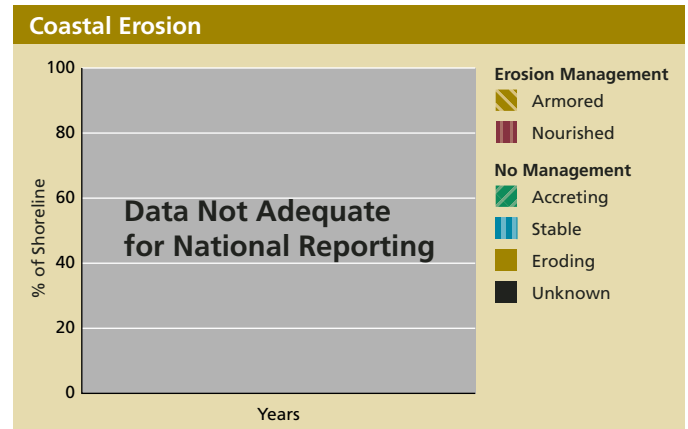 Coastal Erosion
100
80
60
40
20
0
% of Shoreline
Data Not Adequate
for National Reporting
Years
Erosion Management
Armored
Nourished
No Management
Accreting
Stable
Eroding
Unknown